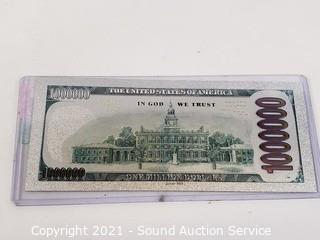 1000000
THE UNITED STATES OF AMERICA
IN GOD WE TRUST
1000000
1000000
ONE MILLION DOLLARS
Copyright 2021 - Sound Auction Service